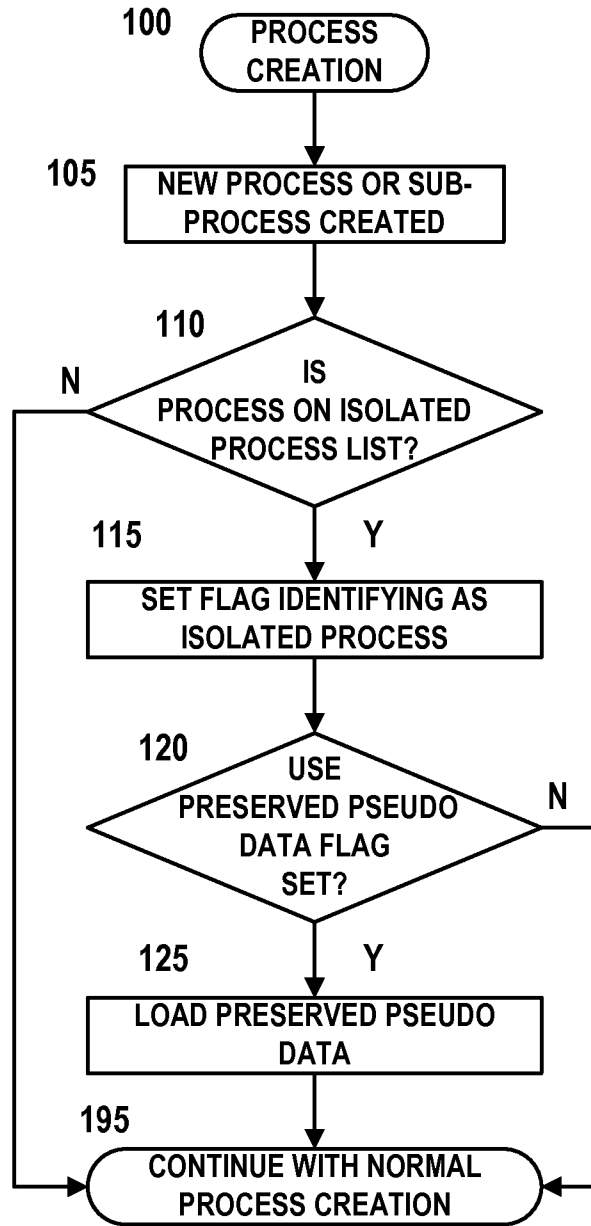 100
PROCESS
CREATION
105
NEW PROCESS OR SUB-
PROCESS CREATED
110
IS
PROCESS ON ISOLATED
PROCESS LIST?
N
Y
115
SET FLAG IDENTIFYING AS
ISOLATED PROCESS
120
USE
PRESERVED PSEUDO
DATA FLAG
SET?
N
Y
125
LOAD PRESERVED PSEUDO
DATA
195
CONTINUE WITH NORMAL
PROCESS CREATION